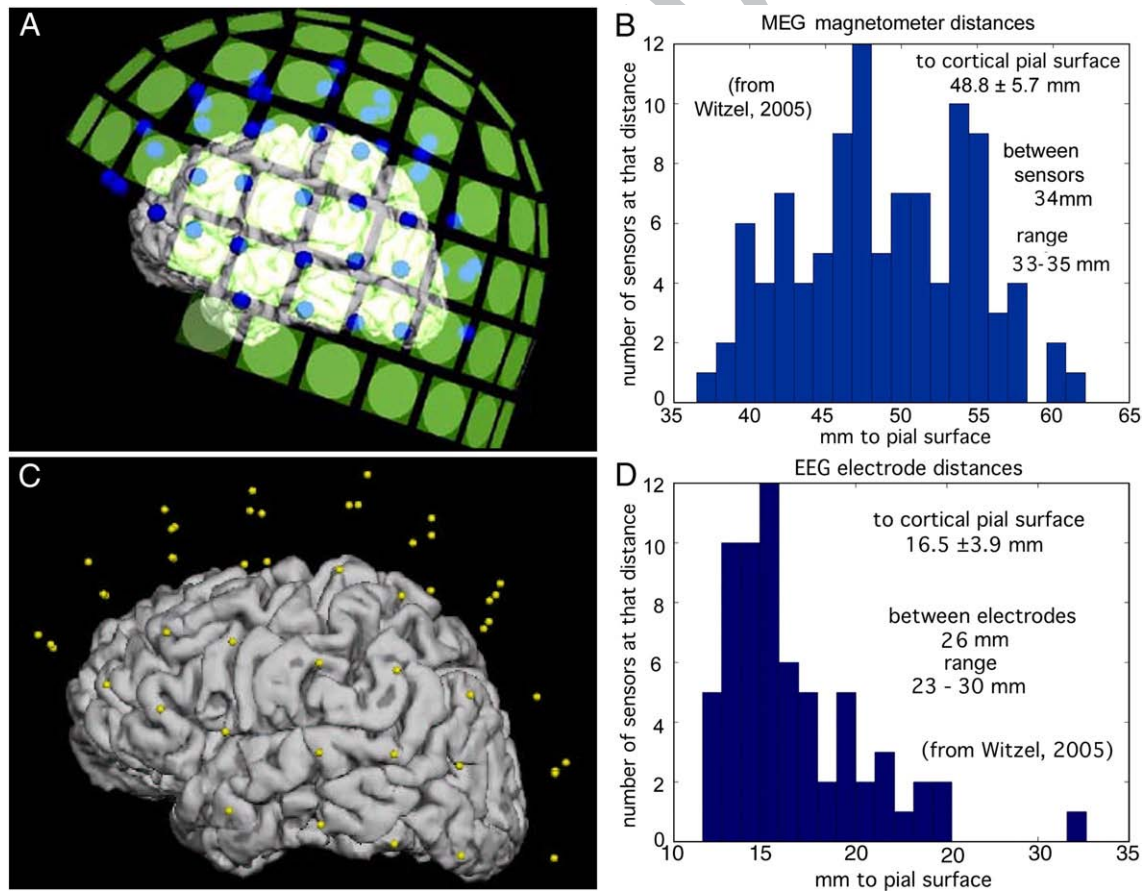 A
B
MEG magnetometer distances
number of sensors at that distance
12
10
8
6
4
2
0
(from
Witzel, 2005)
to cortical pial surface
48.8 ± 5.7 mm
between
sensors
34mm
range
33-35 mm
35 40 45 50 55 60 65
mm to pial surface
C
D
EEG electrode distances
number of sensors at that distance
12
10
8
6
4
2
0
to cortical pial surface
16.5 ±3.9 mm
between electrodes
26 mm
range
23 - 30 mm
(from Witzel, 2005)
10 15 20 20 30 35
mm to pial surface